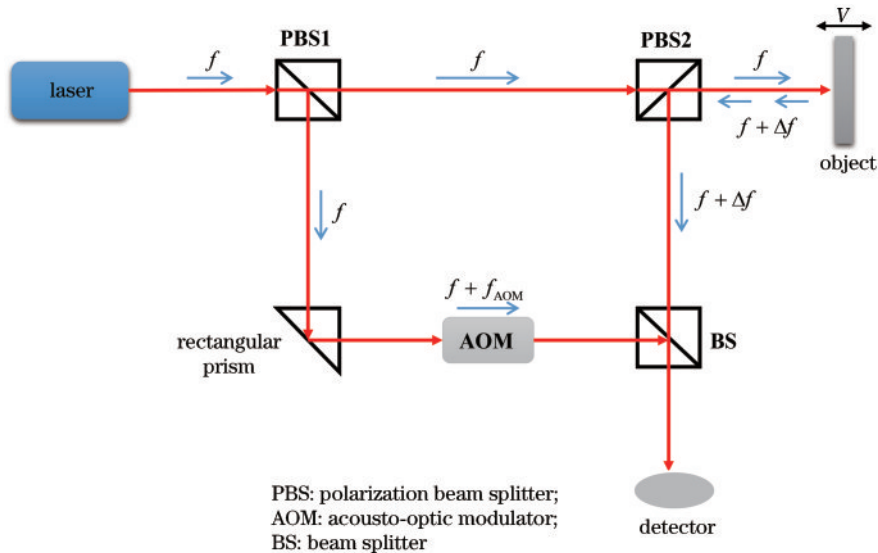 PBS1
PBS2
V
f
f
f
laser
f + Δf
object
f
f + Δf
f + f_AOM
rectangular
prism
AOM
BS
PBS: polarization beam splitter;
AOM: acousto-optic modulator;
BS: beam splitter
detector